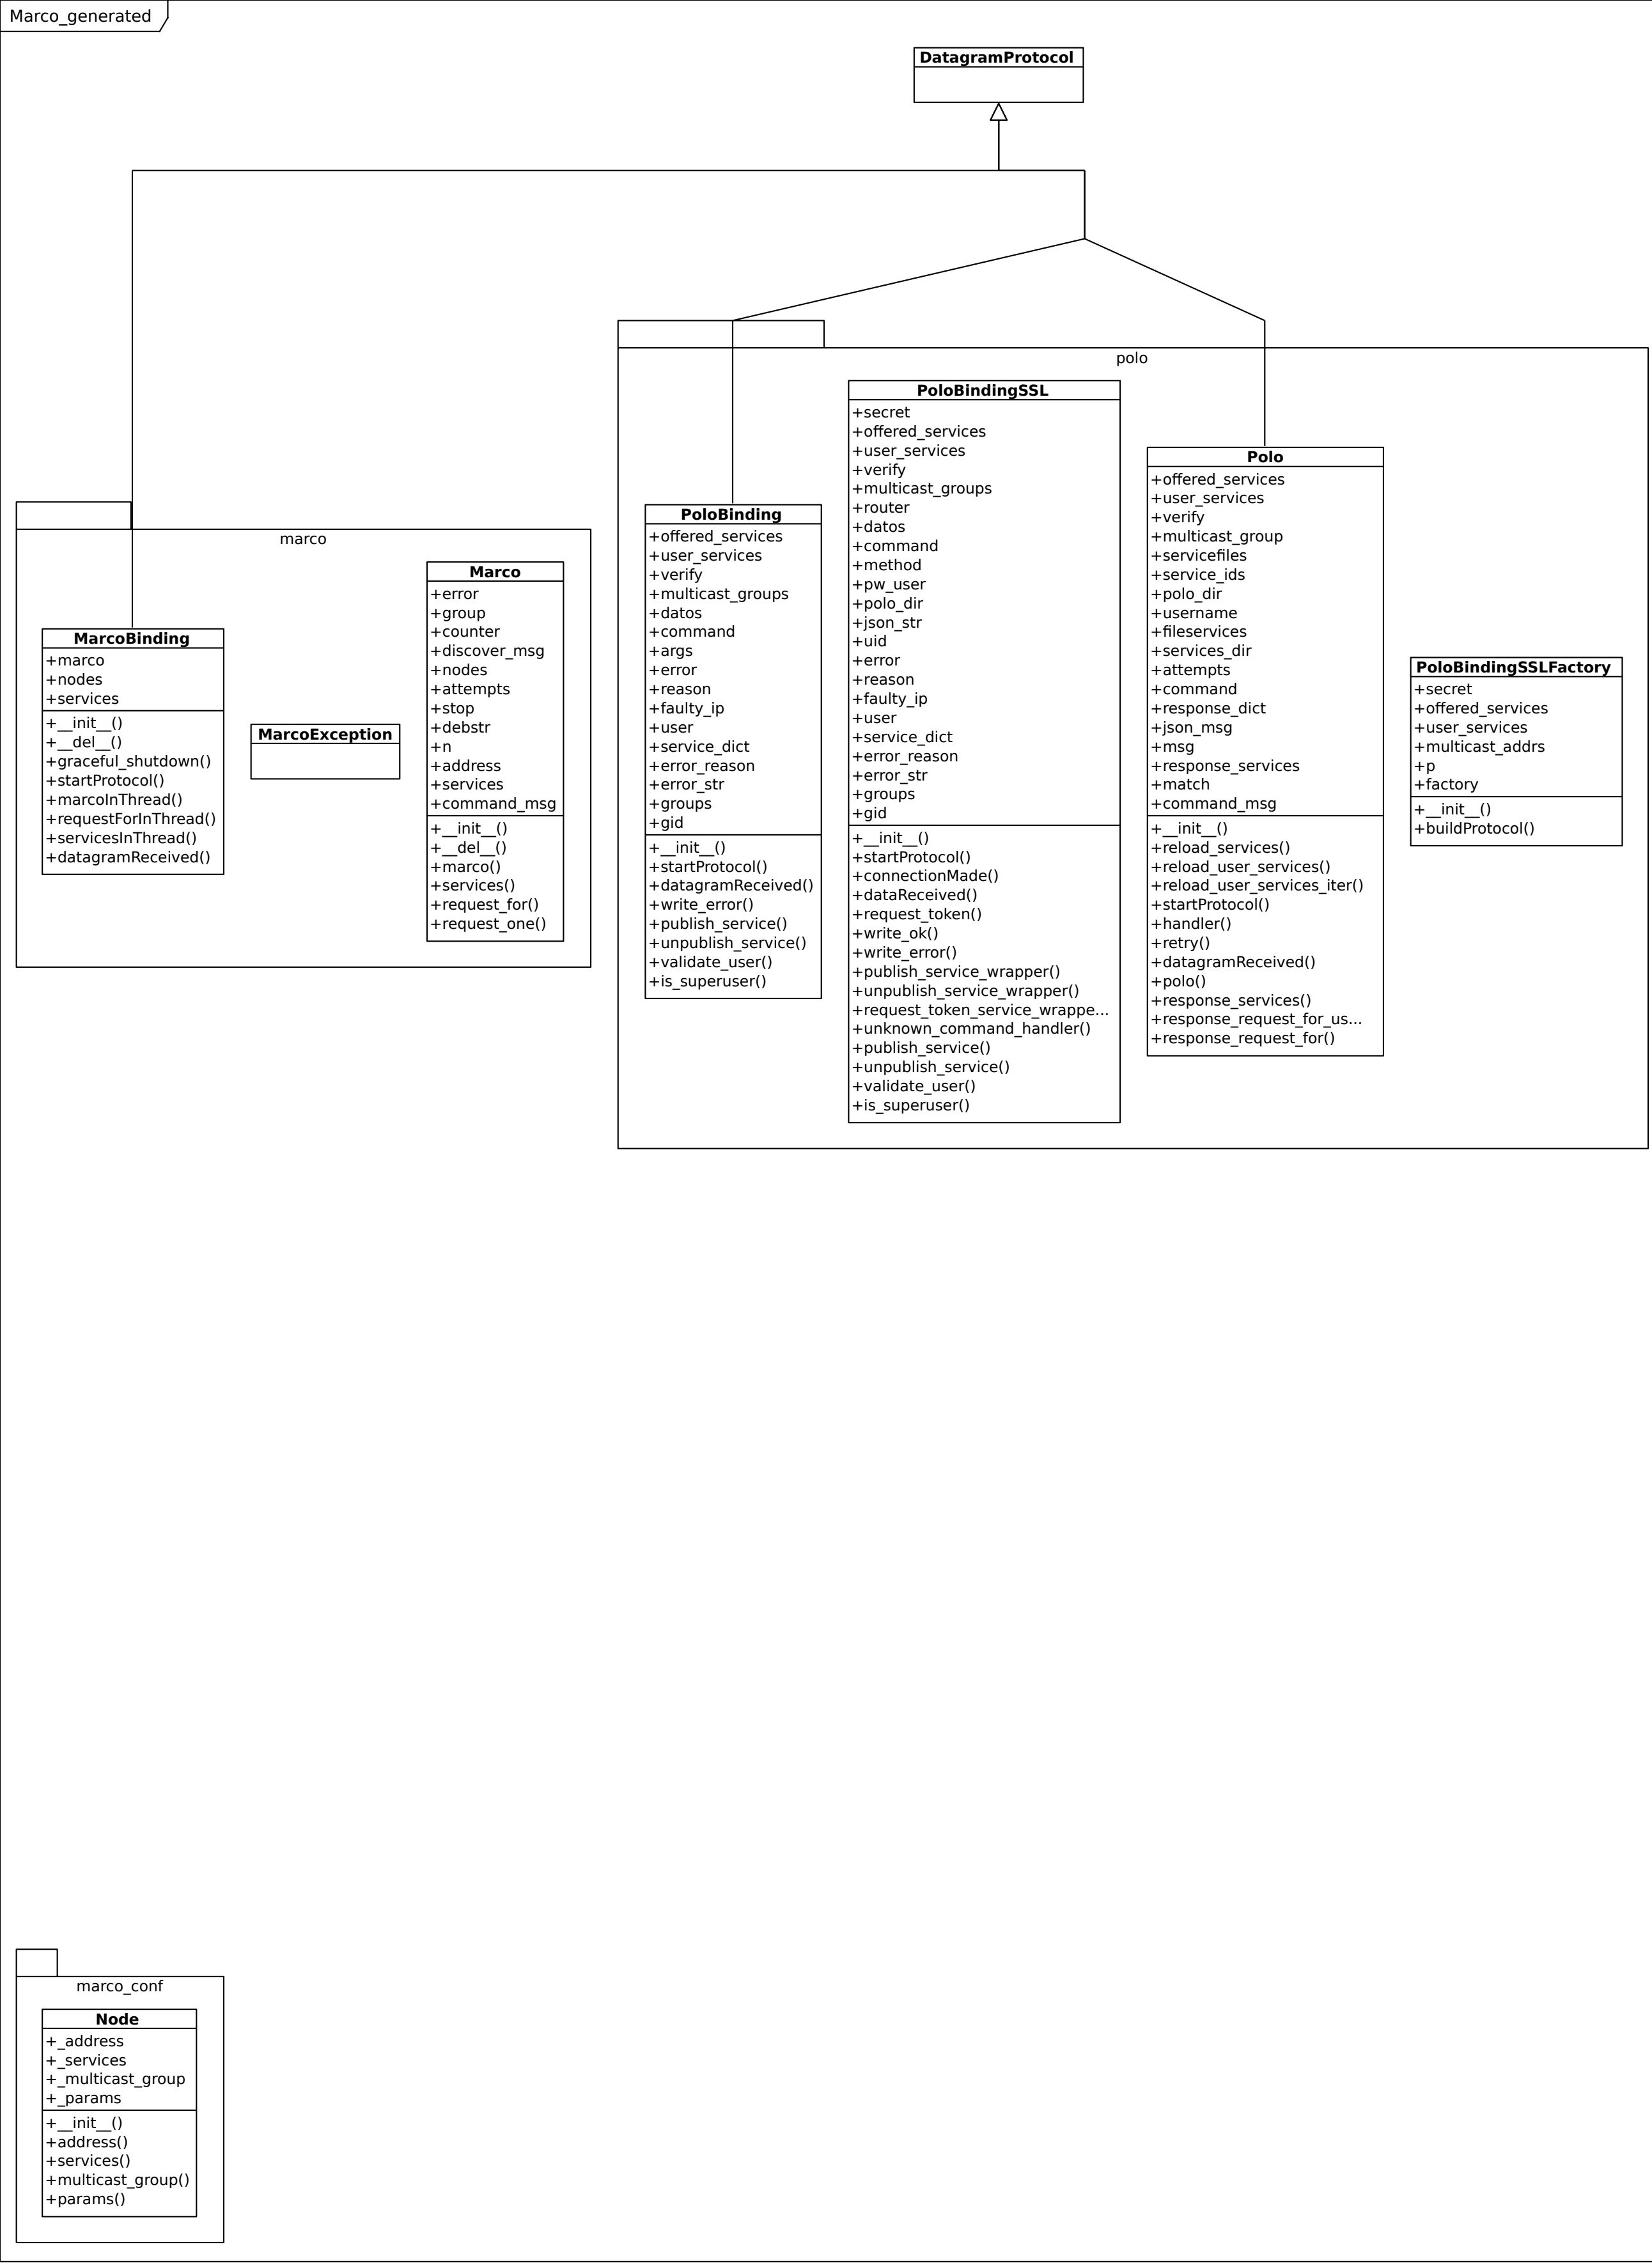 Marco_generated
DatagramProtocol
marco
MarcoBinding
+marco
+nodes
+services
+__init__()
+__del__()
+graceful_shutdown()
+startProtocol()
+marcoInThread()
+requestForInThread()
+servicesInThread()
+datagramReceived()
MarcoException
Marco
+error
+group
+counter
+discover_msg
+nodes
+attempts
+stop
+debstr
+n
+address
+services
+command_msg
+__init__()
+__del__()
+marco()
+services()
+request_for()
+request_one()
polo
PoloBinding
+offered_services
+user_services
+verify
+multicast_groups
+datos
+command
+args
+error
+reason
+faulty_ip
+user
+service_dict
+error_reason
+error_str
+groups
+gid
+__init__()
+startProtocol()
+datagramReceived()
+write_error()
+publish_service()
+unpublish_service()
+validate_user()
+is_superuser()
PoloBindingSSL
+secret
+offered_services
+user_services
+verify
+multicast_groups
+router
+datos
+command
+method
+pw_user
+polo_dir
+json_str
+uid
+error
+reason
+faulty_ip
+user
+service_dict
+error_reason
+error_str
+groups
+gid
+__init__()
+startProtocol()
+connectionMade()
+dataReceived()
+request_token()
+write_ok()
+write_error()
+publish_service_wrapper()
+unpublish_service_wrapper()
+request_token_service_wrappe...
+unknown_command_handler()
+publish_service()
+unpublish_service()
+validate_user()
+is_superuser()
Polo
+offered_services
+user_services
+verify
+multicast_group
+servicefiles
+service_ids
+polo_dir
+username
+fileservices
+services_dir
+attempts
+command
+response_dict
+json_msg
+msg
+response_services
+match
+command_msg
+__init__()
+reload_services()
+reload_user_services()
+reload_user_services_iter()
+startProtocol()
+handler()
+retry()
+datagramReceived()
+polo()
+response_services()
+response_request_for_us...
+response_request_for()
PoloBindingSSLFactory
+secret
+offered_services
+user_services
+multicast_addrs
+p
+factory
+__init__()
+buildProtocol()
marco_conf
Node
+_address
+_services
+_multicast_group
+_params
+__init__()
+address()
+services()
+multicast_group()
+params()